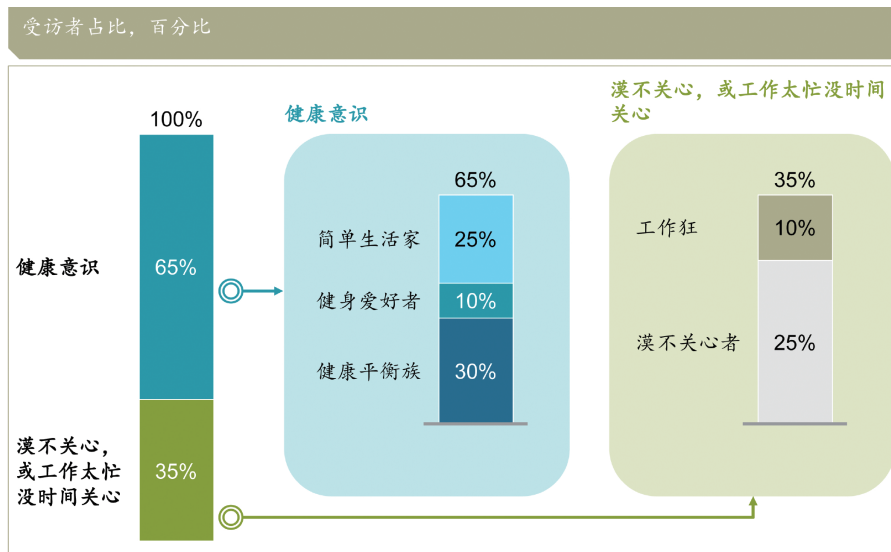 受访者占比，百分比
100%
健康意识
65%
漠不关心，
或工作太忙
没时间关心
35%
健康意识
65%
简单生活家
25%
健身爱好者
10%
健康平衡族
30%
漠不关心，或工作太忙没时间
关心
35%
工作狂
10%
漠不关心者
25%